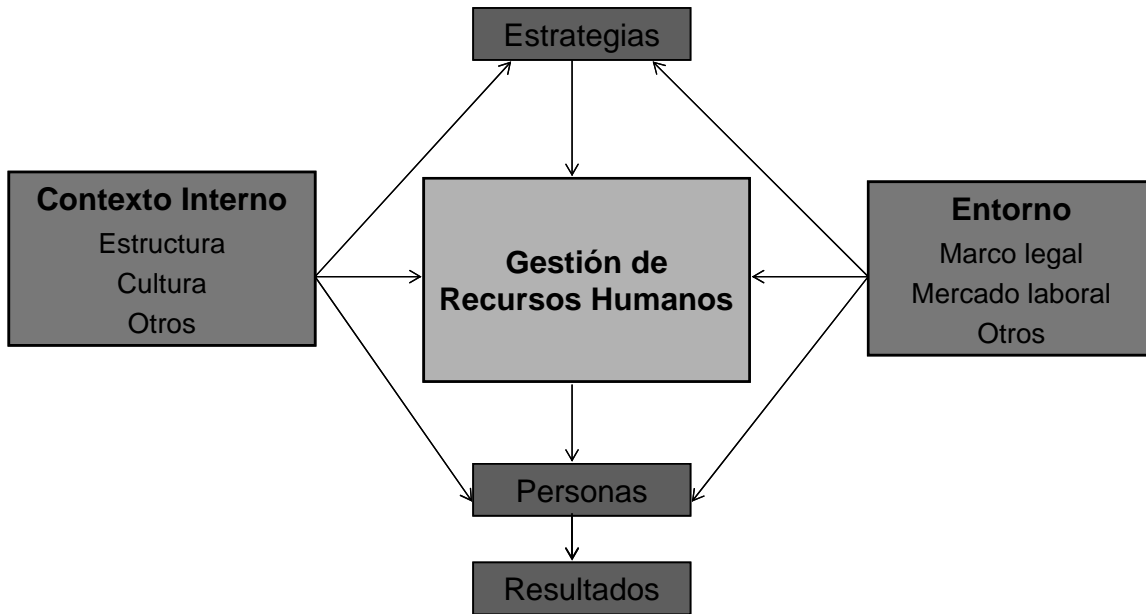 Estrategias
Contexto Interno
Estructura
Cultura
Otros
Gestión de
Recursos Humanos
Entorno
Marco legal
Mercado laboral
Otros
Personas
Resultados